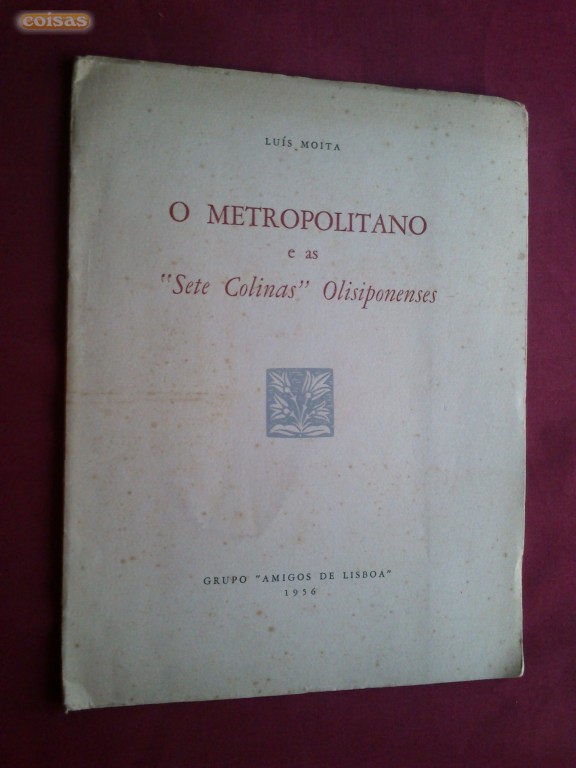 coisas
LUÍS MOITA
O METROPOLITANO
e as
"Sete Colinas" Olisiponenses
GRUPO "AMIGOS DE LISBOA"
1956